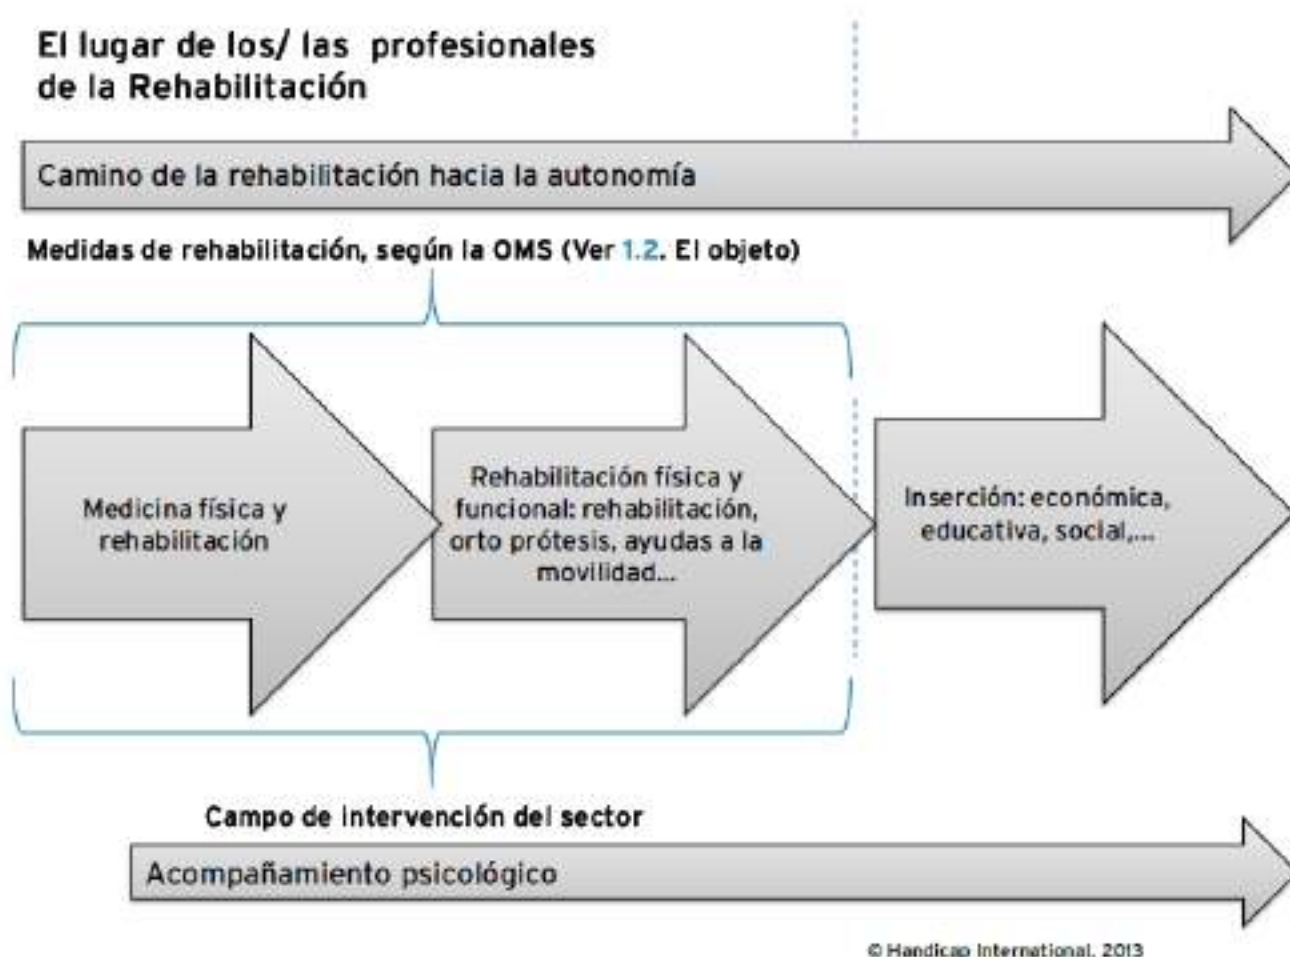 El lugar de los/ las profesionales
de la Rehabilitación
Camino de la rehabilitación hacia la autonomía
Medidas de rehabilitación, según la OMS (Ver 1.2. El objeto)
Medicina física y
rehabilitación
Rehabilitación física y
funcional: rehabilitación,
orto prótesis, ayudas a la
movilidad...
Inserción: económica,
educativa, social,...
Campo de intervención del sector
Acompañamiento psicológico
© Handicap International, 2013